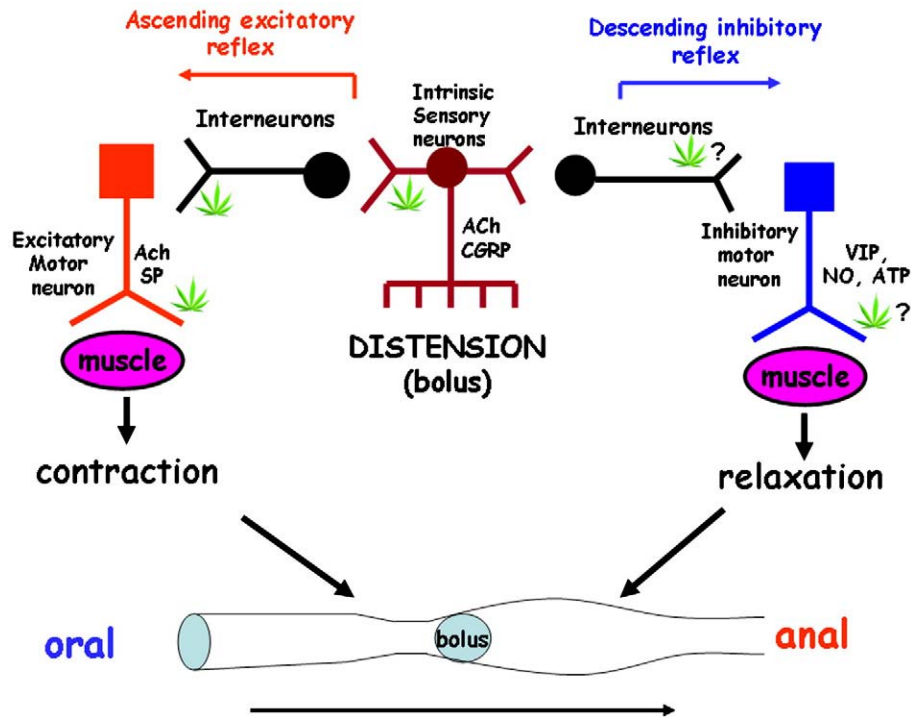 Ascending excitatory
reflex
Descending inhibitory
reflex
Interneurons
Intrinsic
Sensory
neurons
Interneurons
?
Excitatory
Motor
neuron
Ach
SP
ACh
CGRP
Inhibitory
motor
neuron
VIP,
NO, ATP
?
DISTENSION
(bolus)
muscle
muscle
contraction
relaxation
oral
bolus
anal